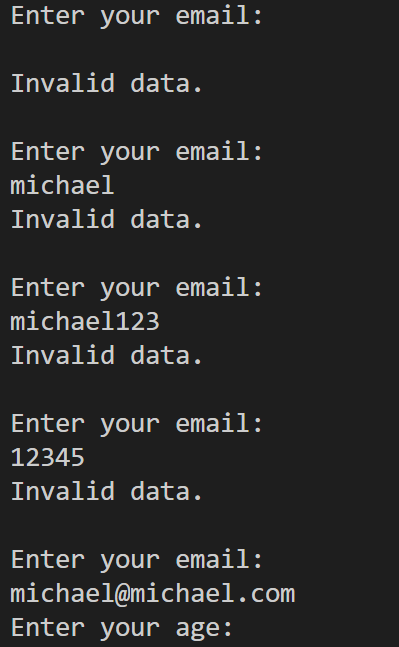 Enter your email:

Invalid data.

Enter your email:
michael
Invalid data.

Enter your email:
michael123
Invalid data.

Enter your email:
12345
Invalid data.

Enter your email:
michael@michael.com
Enter your age: